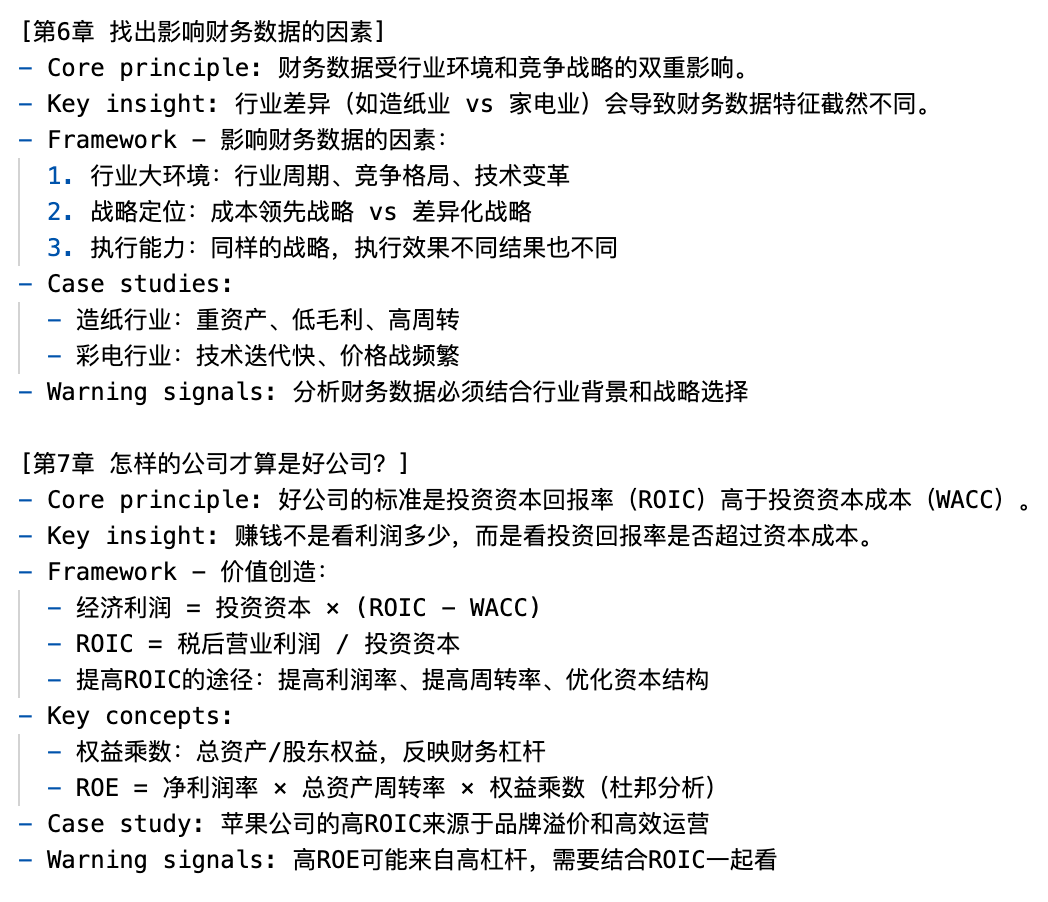 [第6章 找出影响财务数据的因素]
– Core principle: 财务数据受行业环境和竞争战略的双重影响。
– Key insight: 行业差异（如造纸业 vs 家电业）会导致财务数据特征截然不同。
– Framework – 影响财务数据的因素：
1. 行业大环境：行业周期、竞争格局、技术变革
2. 战略定位：成本领先战略 vs 差异化战略
3. 执行能力：同样的战略，执行效果不同结果也不同
– Case studies:
– 造纸行业：重资产、低毛利、高周转
– 彩电行业：技术迭代快、价格战频繁
– Warning signals: 分析财务数据必须结合行业背景和战略选择
[第7章 怎样的公司才算是好公司？]
– Core principle: 好公司的标准是投资资本回报率（ROIC）高于投资资本成本（WACC）。
– Key insight: 赚钱不是看利润多少，而是看投资回报率是否超过资本成本。
– Framework – 价值创造：
– 经济利润 = 投资资本 × (ROIC – WACC)
– ROIC = 税后营业利润 / 投资资本
– 提高ROIC的途径：提高利润率、提高周转率、优化资本结构
– Key concepts:
– 权益乘数：总资产/股东权益，反映财务杠杆
– ROE = 净利润率 × 总资产周转率 × 权益乘数（杜邦分析）
– Case study: 苹果公司的高ROIC来源于品牌溢价和高效运营
– Warning signals: 高ROE可能来自高杠杆，需要结合ROIC一起看